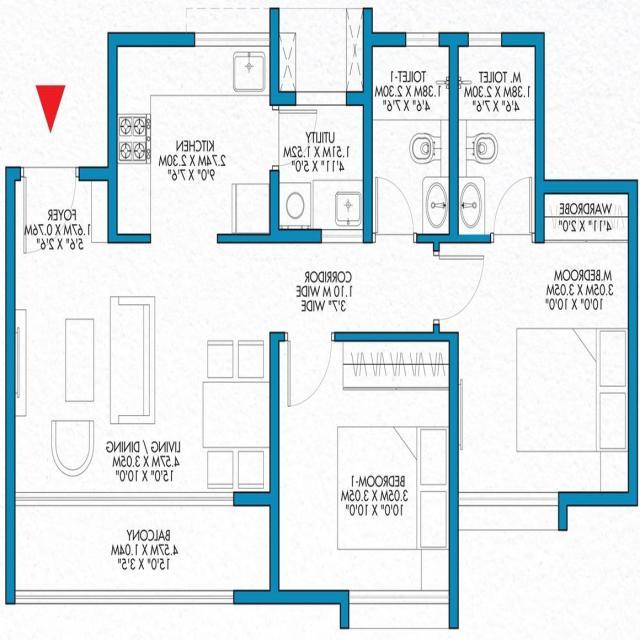 KITCHEN
2.74M X 2.30M
9'0" X 7'6"
UTILITY
1.51M X 1.52M
4'11" X 5'0"
TOILET-1
1.38M X 2.30M
4'6" X 7'6"
M. TOILET
1.38M X 2.30M
4'6" X 7'6"
FOYER
1.67M X 0.76M
5'6" X 2'6"
WARDROBE
4'11" X 2'0"
CORRIDOR
1.10 M WIDE
3'7" WIDE
M.BEDROOM
3.05M X 3.05M
10'0" X 10'0"
LIVING / DINING
4.57M X 3.05M
15'0" X 10'0"
BEDROOM-1
3.05M X 3.05M
10'0" X 10'0"
BALCONY
4.57M X 1.04M
15'0" X 3'5"